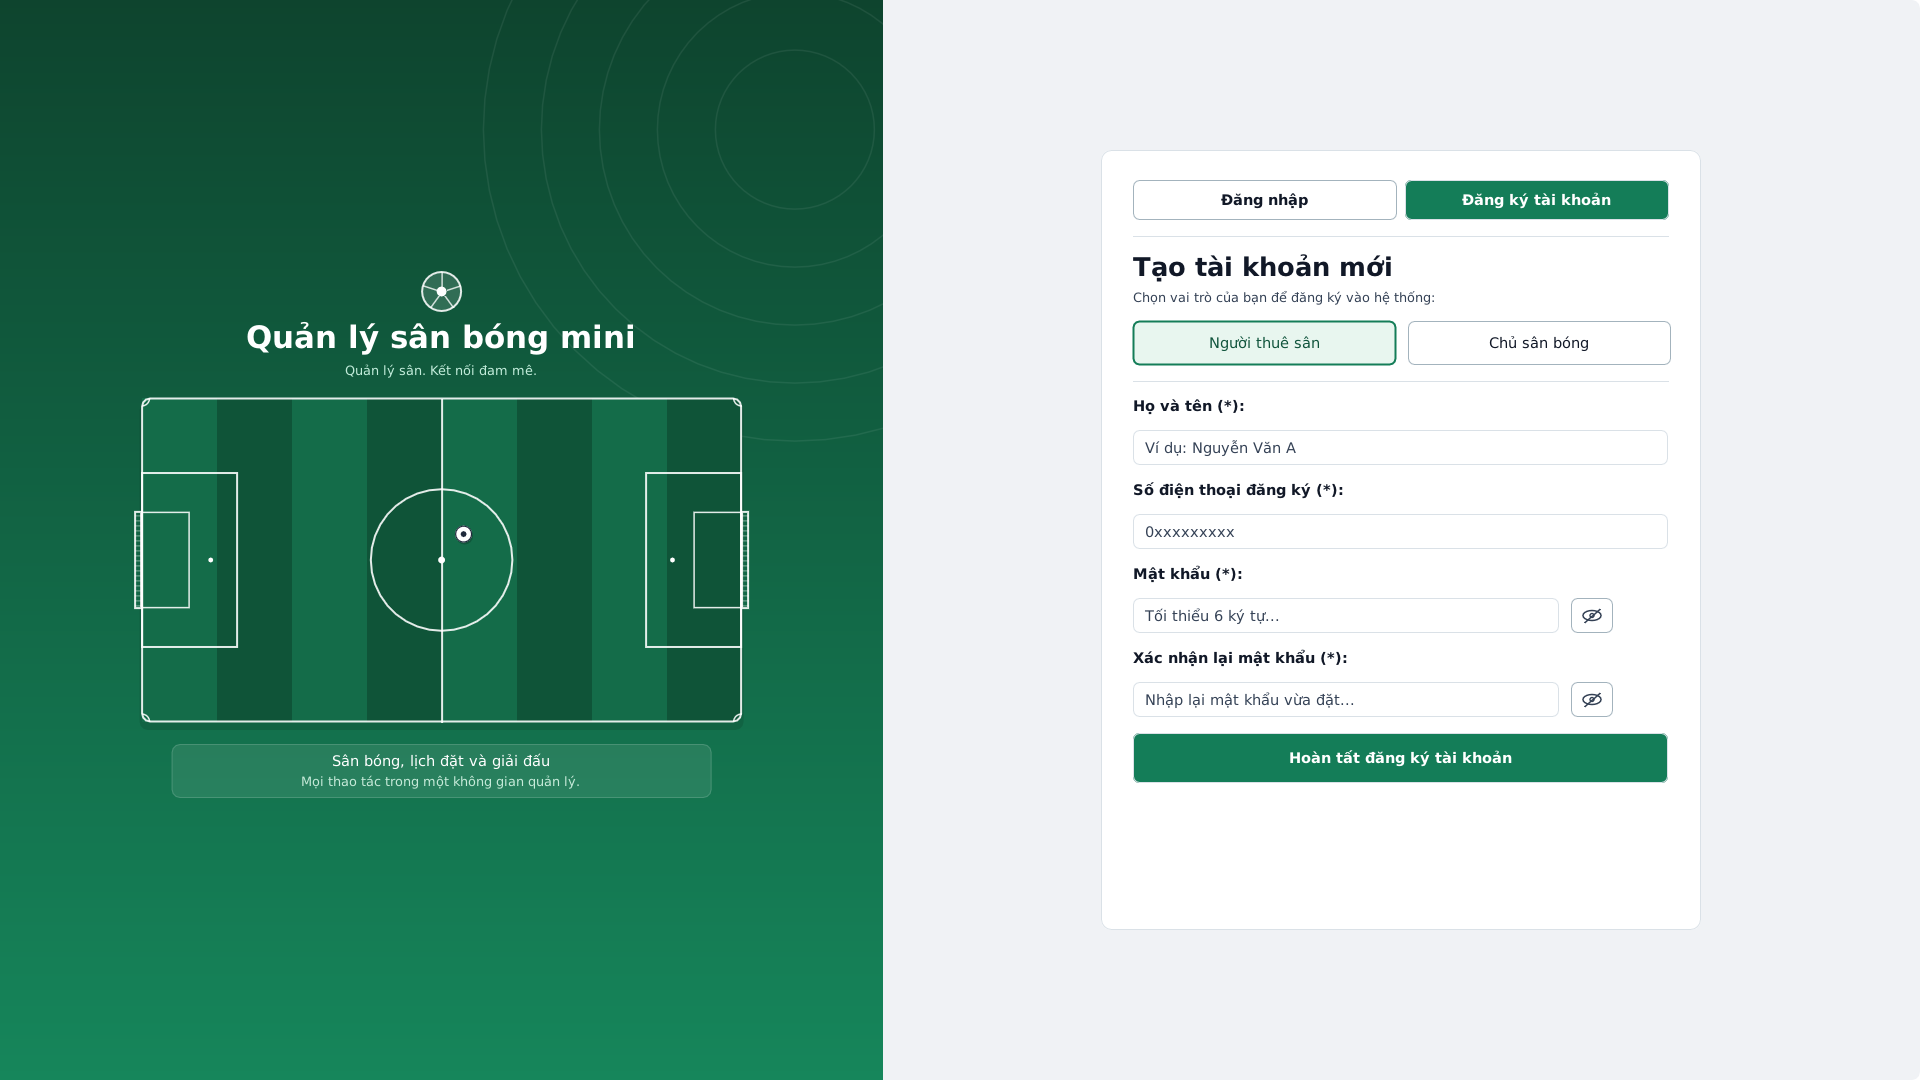 Quản lý sân bóng mini
Quản lý sân. Kết nối đam mê.
Sân bóng, lịch đặt và giải đấu
Mọi thao tác trong một không gian quản lý.
Đăng nhập
Đăng ký tài khoản
Tạo tài khoản mới
Chọn vai trò của bạn để đăng ký vào hệ thống:
Người thuê sân
Chủ sân bóng
Họ và tên (*):
Ví dụ: Nguyễn Văn A
Số điện thoại đăng ký (*):
0xxxxxxxxx
Mật khẩu (*):
Tối thiểu 6 ký tự...
Xác nhận lại mật khẩu (*):
Nhập lại mật khẩu vừa đặt...
Hoàn tất đăng ký tài khoản